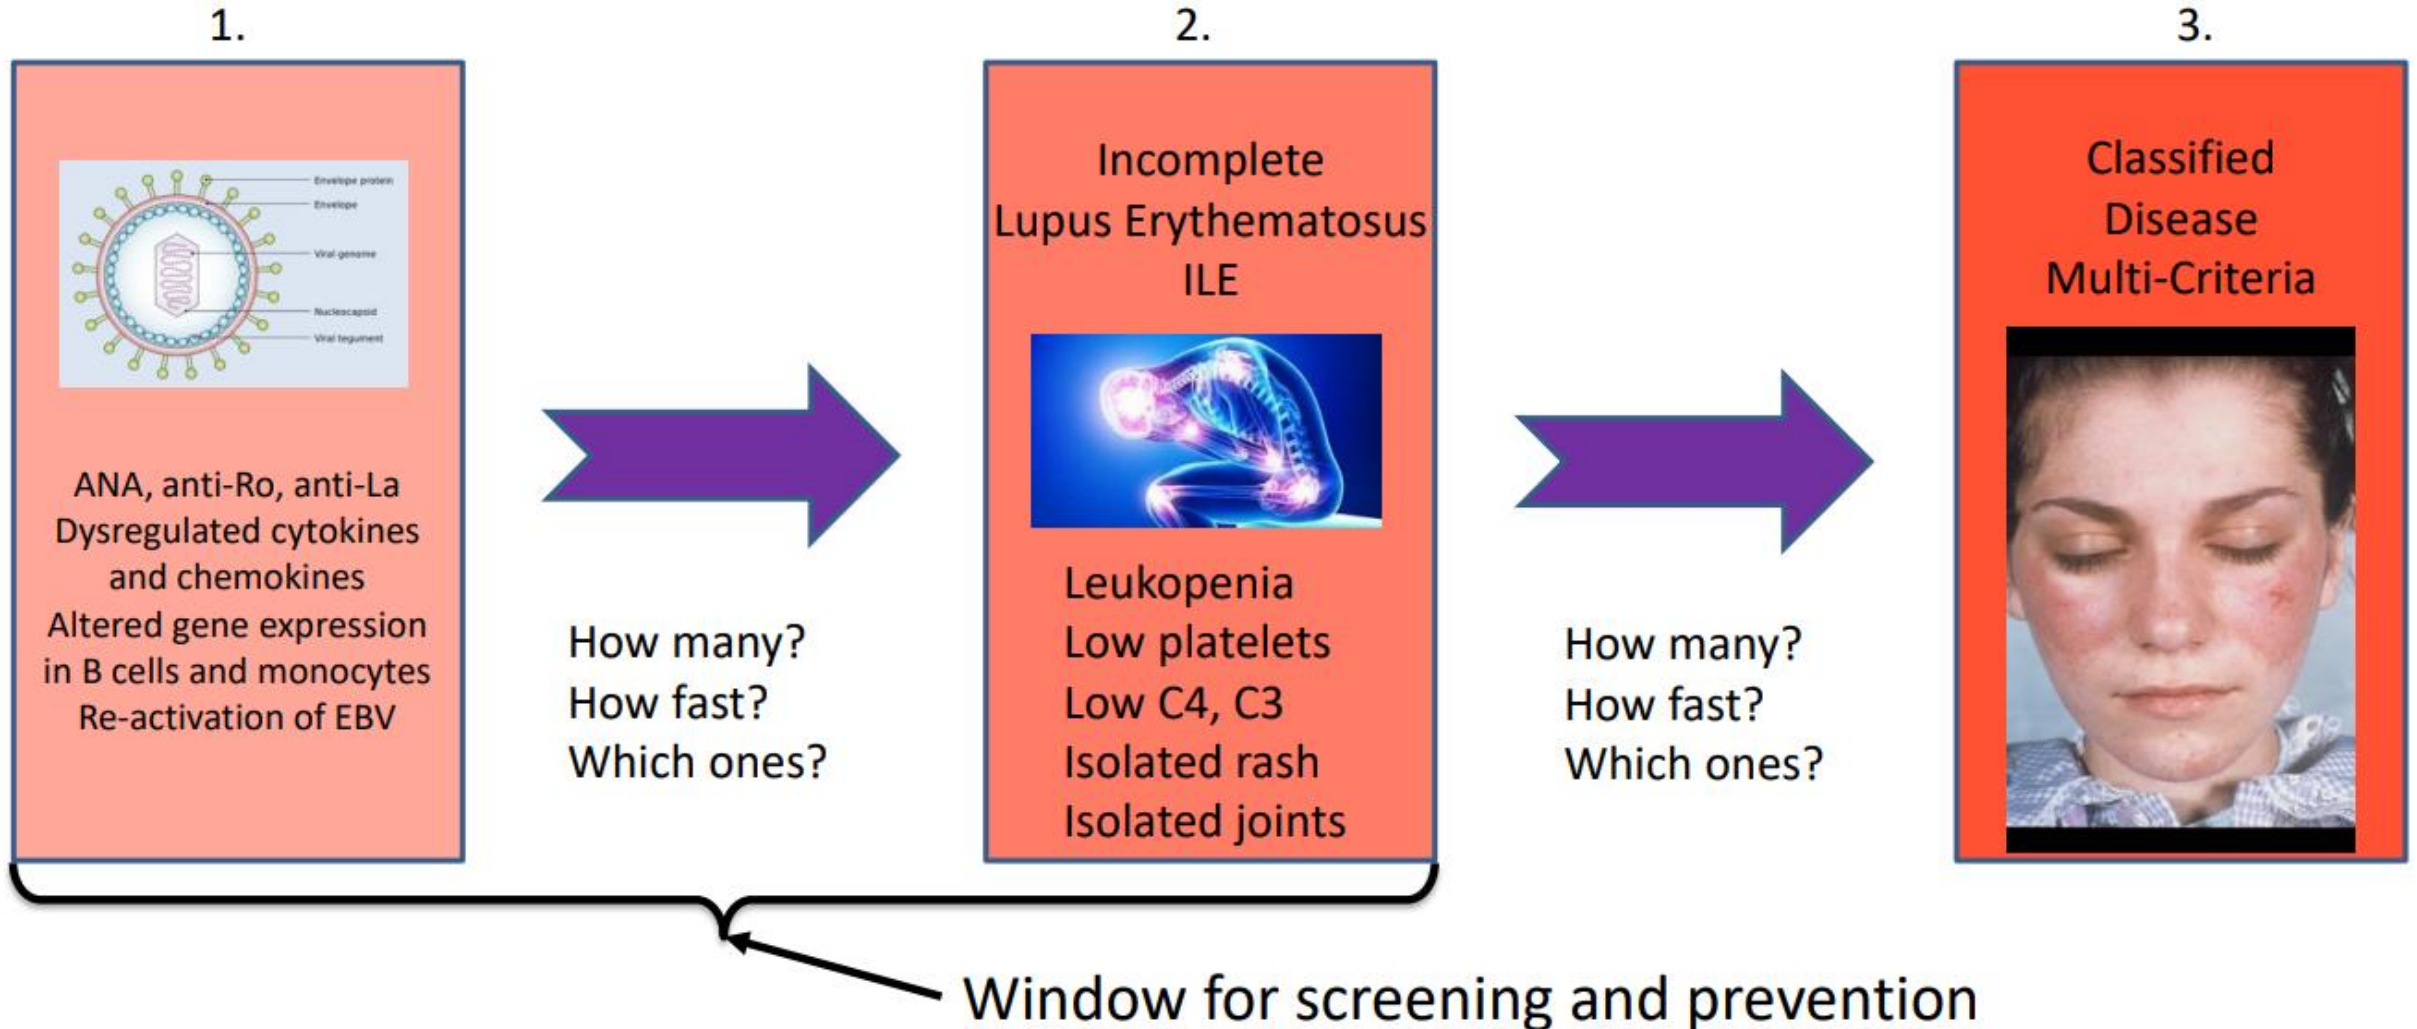 1.
Envelope protein
Envelope
Viral genome
Nucleocapsid
Viral tegument
ANA, anti-Ro, anti-La
Dysregulated cytokines
and chemokines
Altered gene expression
in B cells and monocytes
Re-activation of EBV
How many?
How fast?
Which ones?
2.
Incomplete
Lupus Erythematosus
ILE
Leukopenia
Low platelets
Low C4, C3
Isolated rash
Isolated joints
How many?
How fast?
Which ones?
3.
Classified
Disease
Multi-Criteria
Window for screening and prevention